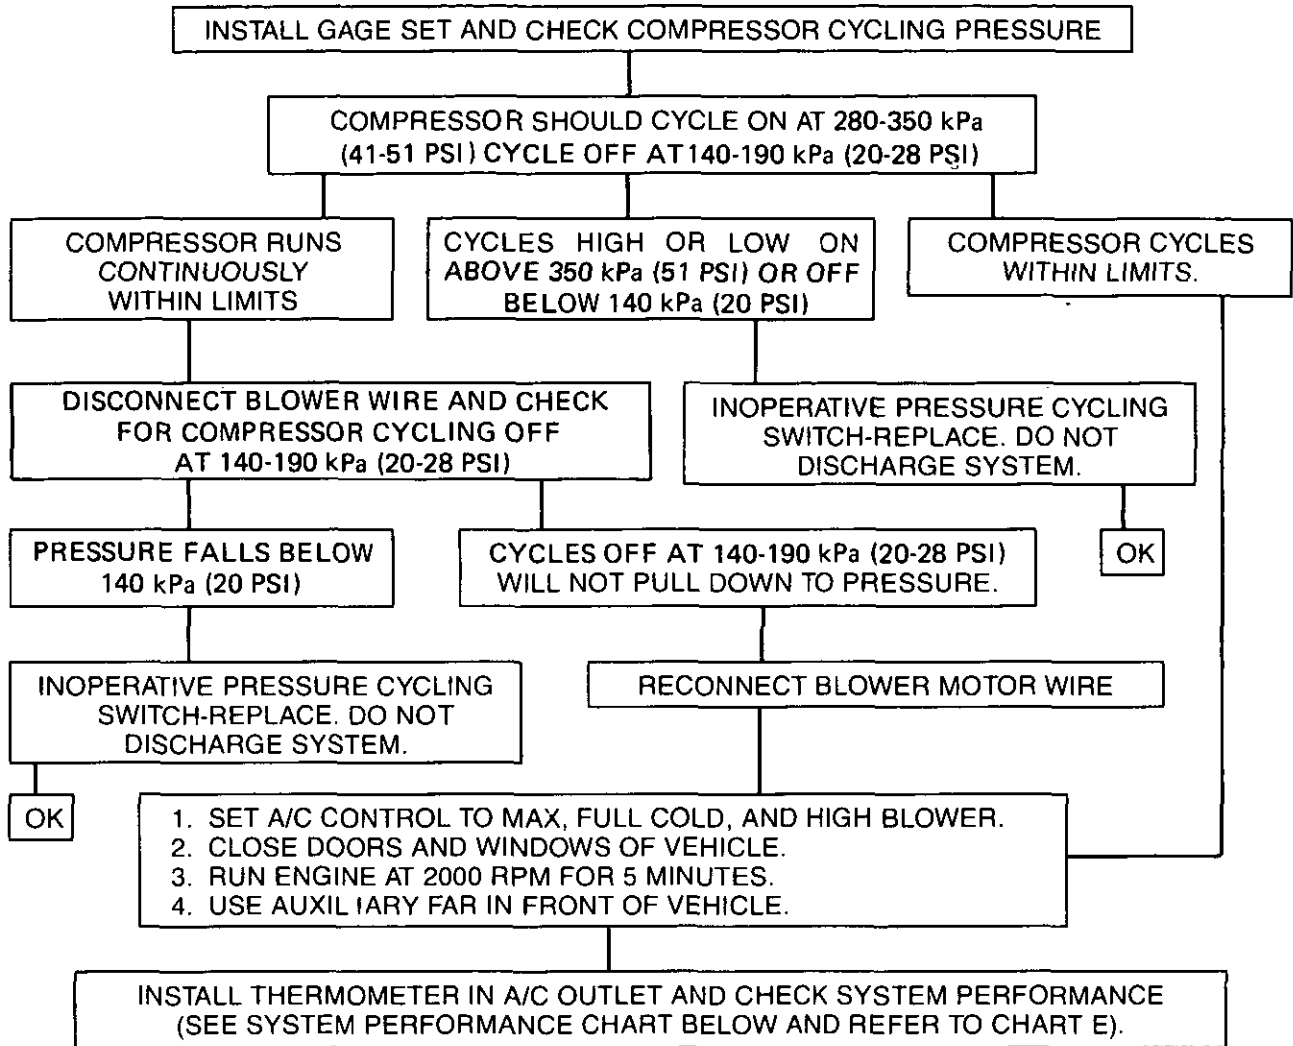 INSTALL GAGE SET AND CHECK COMPRESSOR CYCLING PRESSURE
COMPRESSOR SHOULD CYCLE ON AT 280-350 kPa
(41-51 PSI) CYCLE OFF AT 140-190 kPa (20-28 PSI)
COMPRESSOR RUNS
CONTINUOUSLY
WITHIN LIMITS
CYCLES HIGH OR LOW ON
ABOVE 350 kPa (51 PSI) OR OFF
BELOW 140 kPa (20 PSI)
COMPRESSOR CYCLES
WITHIN LIMITS.
DISCONNECT BLOWER WIRE AND CHECK
FOR COMPRESSOR CYCLING OFF
AT 140-190 kPa (20-28 PSI)
INOPERATIVE PRESSURE CYCLING
SWITCH-REPLACE. DO NOT
DISCHARGE SYSTEM.
PRESSURE FALLS BELOW
140 kPa (20 PSI)
CYCLES OFF AT 140-190 kPa (20-28 PSI)
WILL NOT PULL DOWN TO PRESSURE.
OK
INOPERATIVE PRESSURE CYCLING
SWITCH-REPLACE. DO NOT
DISCHARGE SYSTEM.
RECONNECT BLOWER MOTOR WIRE
OK
1. SET A/C CONTROL TO MAX, FULL COLD, AND HIGH BLOWER.
2. CLOSE DOORS AND WINDOWS OF VEHICLE.
3. RUN ENGINE AT 2000 RPM FOR 5 MINUTES.
4. USE AUXILIARY FAR IN FRONT OF VEHICLE.
INSTALL THERMOMETER IN A/C OUTLET AND CHECK SYSTEM PERFORMANCE
(SEE SYSTEM PERFORMANCE CHART BELOW AND REFER TO CHART E).